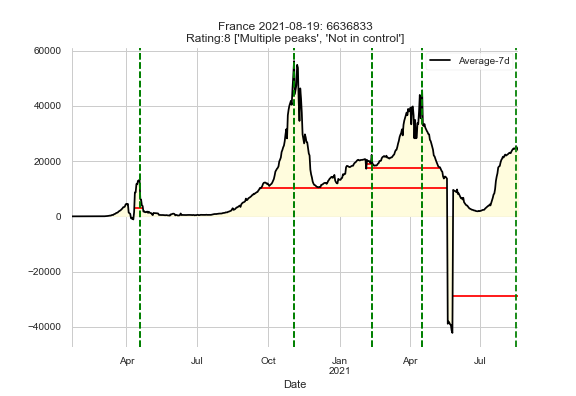 France 2021-08-19: 6636833
Rating:8 ['Multiple peaks', 'Not in control']
Average-7d
60000
40000
20000
0
−20000
−40000
Apr
Jul
Oct
Jan
2021
Apr
Jul
Date